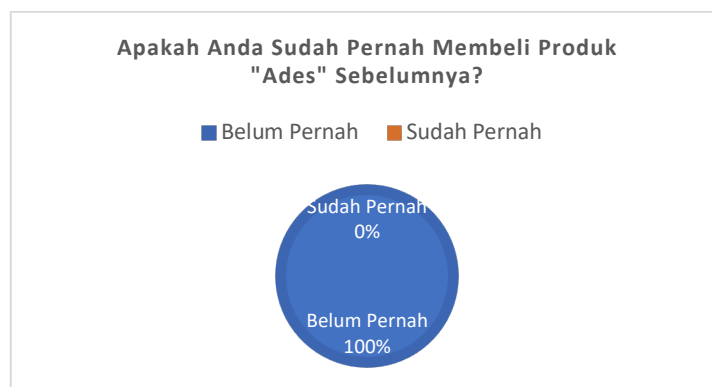 Apakah Anda Sudah Pernah Membeli Produk
"Ades" Sebelumnya?
Belum Pernah Sudah Pernah
Sudah Pernah
0%
Belum Pernah
100%